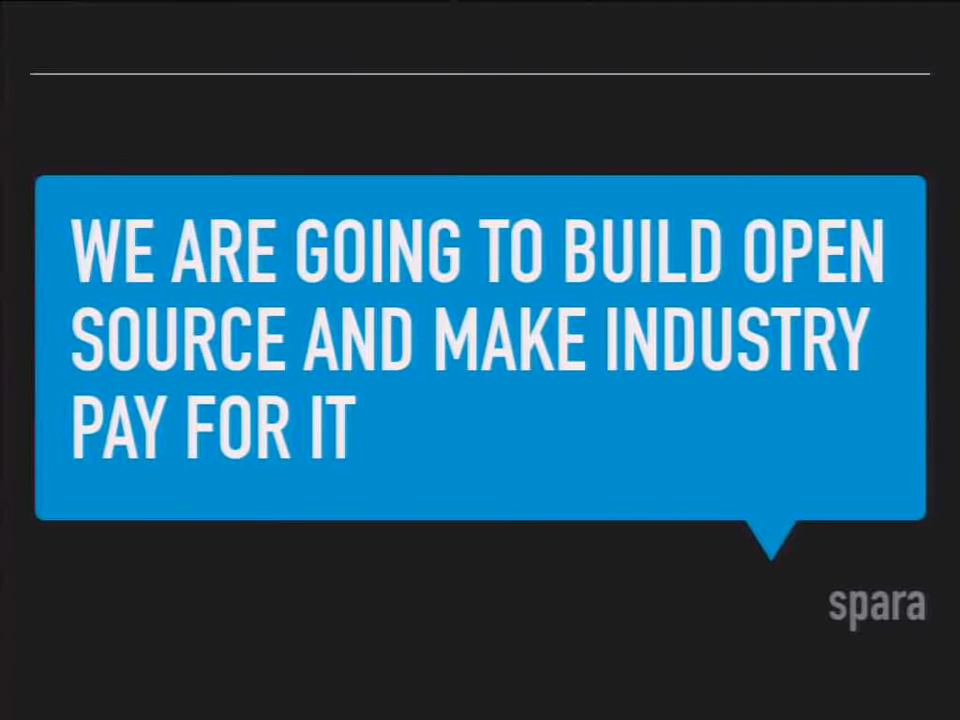 WE ARE GOING TO BUILD OPEN
SOURCE AND MAKE INDUSTRY
PAY FOR IT
spara